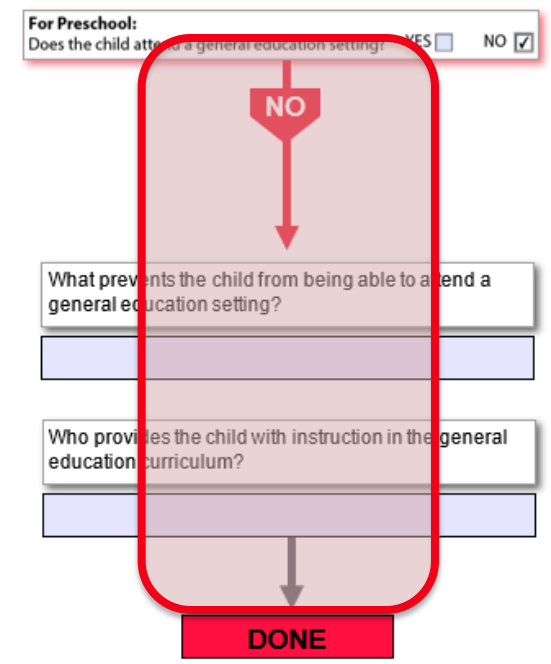 For Preschool:
Does the child attend a general education setting? YES NO
NO
What prevents the child from being able to attend a
general education setting?
Who provides the child with instruction in the general
education curriculum?
DONE